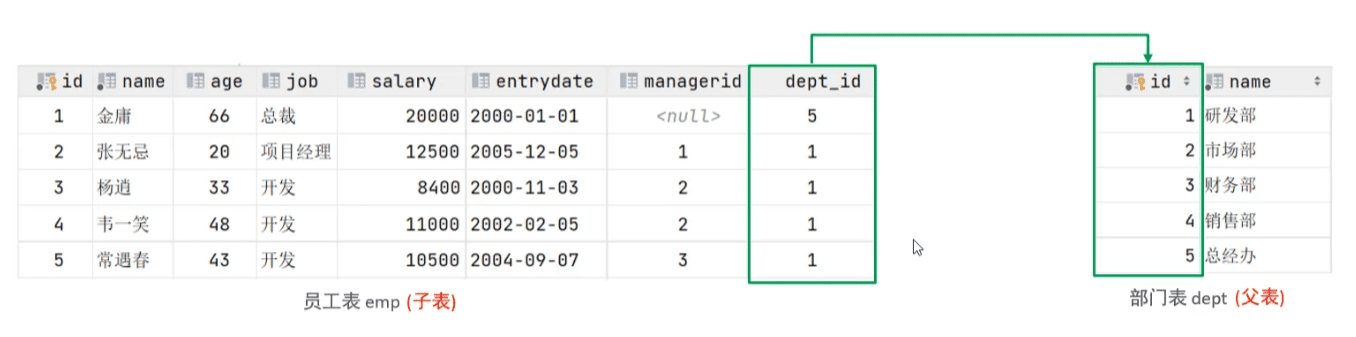 id name age job salary entrydate managerid dept_id
1 金庸 66 总裁 20000 2000-01-01 <null> 5
2 张无忌 20 项目经理 12500 2005-12-05 1 1
3 杨逍 33 开发 8400 2000-11-03 2 1
4 韦一笑 48 开发 11000 2002-02-05 2 1
5 常遇春 43 开发 10500 2004-09-07 3 1
员工表 emp (子表)
id name
1 研发部
2 市场部
3 财务部
4 销售部
5 总经办
部门表 dept (父表)